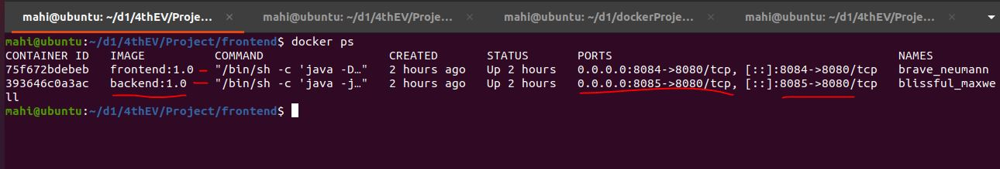 mahi@ubuntu: ~/d1/4thEV/Proje… × mahi@ubuntu: ~/d1/4thEV/Proje… × mahi@ubuntu: ~/d1/dockerProje… × mahi@ubuntu: ~/d1/4thEV/Proje… ×
mahi@ubuntu:~/d1/4thEV/Project/frontend$ docker ps
CONTAINER ID   IMAGE          COMMAND                  CREATED       STATUS       PORTS                                         NAMES
75f672bdebeb   frontend:1.0   "/bin/sh -c 'java -D…"   2 hours ago   Up 2 hours   0.0.0.0:8084->8080/tcp, [::]:8084->8080/tcp   brave_neumann
393646c0a3ac   backend:1.0    "/bin/sh -c 'java -j…"   2 hours ago   Up 2 hours   0.0.0.0:8085->8080/tcp, [::]:8085->8080/tcp   blissful_maxwe
ll
mahi@ubuntu:~/d1/4thEV/Project/frontend$